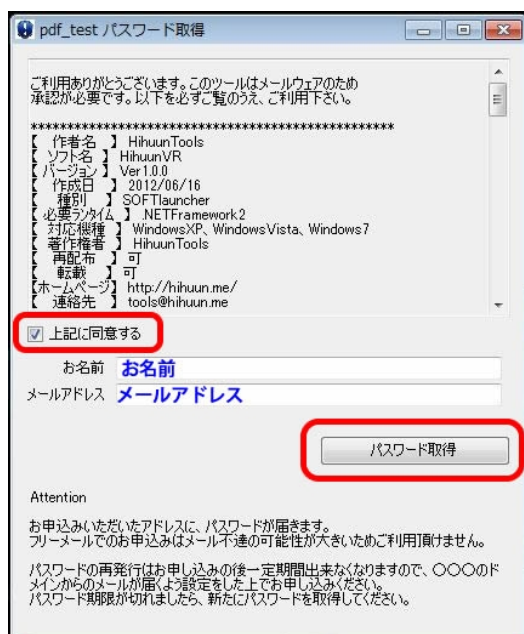 pdf_test パスワード取得
ご利用ありがとうございます。このツールはメールウェアのため
承認が必要です。以下を必ずご覧のうえ、ご利用下さい。
****************************************************
【 作者名 】 HihuunTools
【 ソフト名 】 HihuunVR
【 バージョン 】 Ver1.0.0
【 作成日 】 2012/06/16
【 種別 】 SOFTlauncher
【 必要ランタイム 】 .NETFramework2
【 対応機種 】 WindowsXP、WindowsVista、Windows7
【 著作権者 】 HihuunTools
【 再配布 】 可
【 転載 】 可
【ホームページ】 http://hihuun.me/
【 連絡先 】 tools@hihuun.me
上記に同意する
お名前 お名前
メールアドレス メールアドレス
パスワード取得
Attention
お申込みいただいたアドレスに、パスワードが届きます。
フリーメールでのお申込みはメール不達の可能性が大きいためご利用頂けません。
パスワードの再発行はお申し込みの後一定期間出来なくなりますので、〇〇〇のド
メインからのメールが届くよう設定をした上でお申し込みください。
パスワード期限が切れましたら、新たにパスワードを取得してください。